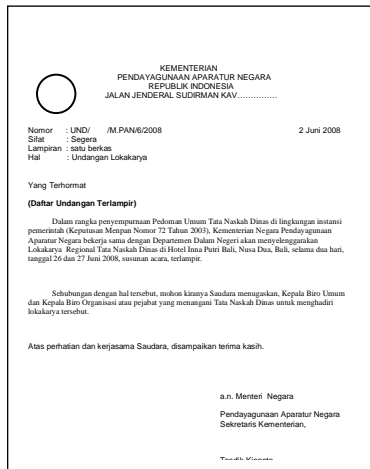 KEMENTERIAN
PENDAYAGUNAAN APARATUR NEGARA
REPUBLIK INDONESIA
JALAN JENDERAL SUDIRMAN KAV……………
Nomor : UND/ /M.PAN/6/2008 2 Juni 2008
Sifat : Segera
Lampiran : satu berkas
Hal : Undangan Lokakarya
Yang Terhormat
(Daftar Undangan Terlampir)
Dalam rangka penyempurnaan Pedoman Umum Tata Naskah Dinas di lingkungan instansi
pemerintah (Keputusan Menpan Nomor 72 Tahun 2003), Kementerian Negara Pendayagunaan
Aparatur Negara bekerja sama dengan Departemen Dalam Negeri akan menyelenggarakan
Lokakarya Regional Tata Naskah Dinas di Hotel Inna Putri Bali, Nusa Dua, Bali, selama dua hari,
tanggal 26 dan 27 Juni 2008, susunan acara, terlampir.
Sehubungan dengan hal tersebut, mohon kiranya Saudara menugaskan, Kepala Biro Umum
dan Kepala Biro Organisasi atau pejabat yang menangani Tata Naskah Dinas untuk menghadiri
lokakarya tersebut.
Atas perhatian dan kerjasama Saudara, disampaikan terima kasih.
a.n. Menteri Negara
Pendayagunaan Aparatur Negara
Sekretaris Kementerian,